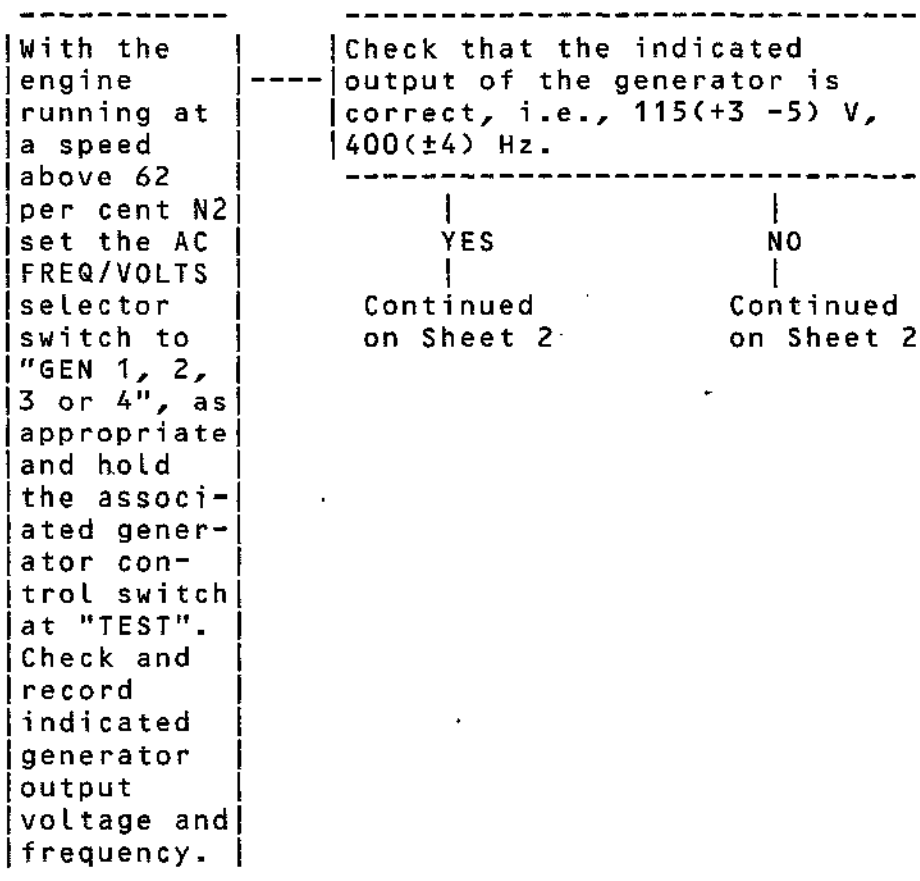 With the
engine
running at
a speed
above 62
per cent N2
set the AC
FREQ/VOLTS
selector
switch to
"GEN 1, 2,
3 or 4", as
appropriate
and hold
the associ-
ated gener-
ator con-
trol switch
at "TEST".
Check and
record
indicated
generator
output
voltage and
frequency.
Check that the indicated
output of the generator is
correct, i.e., 115(+3 -5) V,
400(±4) Hz.
YES
Continued
on Sheet 2
NO
Continued
on Sheet 2